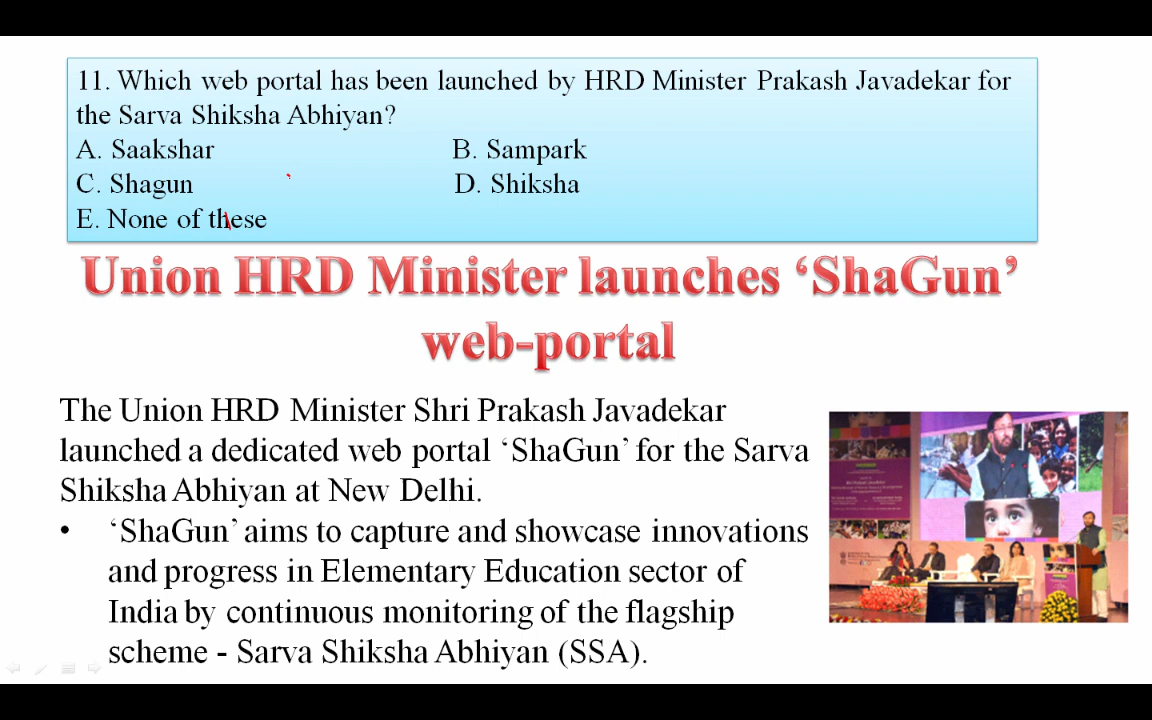 11. Which web portal has been launched by HRD Minister Prakash Javadekar for
the Sarva Shiksha Abhiyan?
A. Saakshar B. Sampark
C. Shagun D. Shiksha
E. None of these
Union HRD Minister launches ‘ShaGun’
web-portal
The Union HRD Minister Shri Prakash Javadekar
launched a dedicated web portal ‘ShaGun’ for the Sarva
Shiksha Abhiyan at New Delhi.
• ‘ShaGun’ aims to capture and showcase innovations
and progress in Elementary Education sector of
India by continuous monitoring of the flagship
scheme - Sarva Shiksha Abhiyan (SSA).